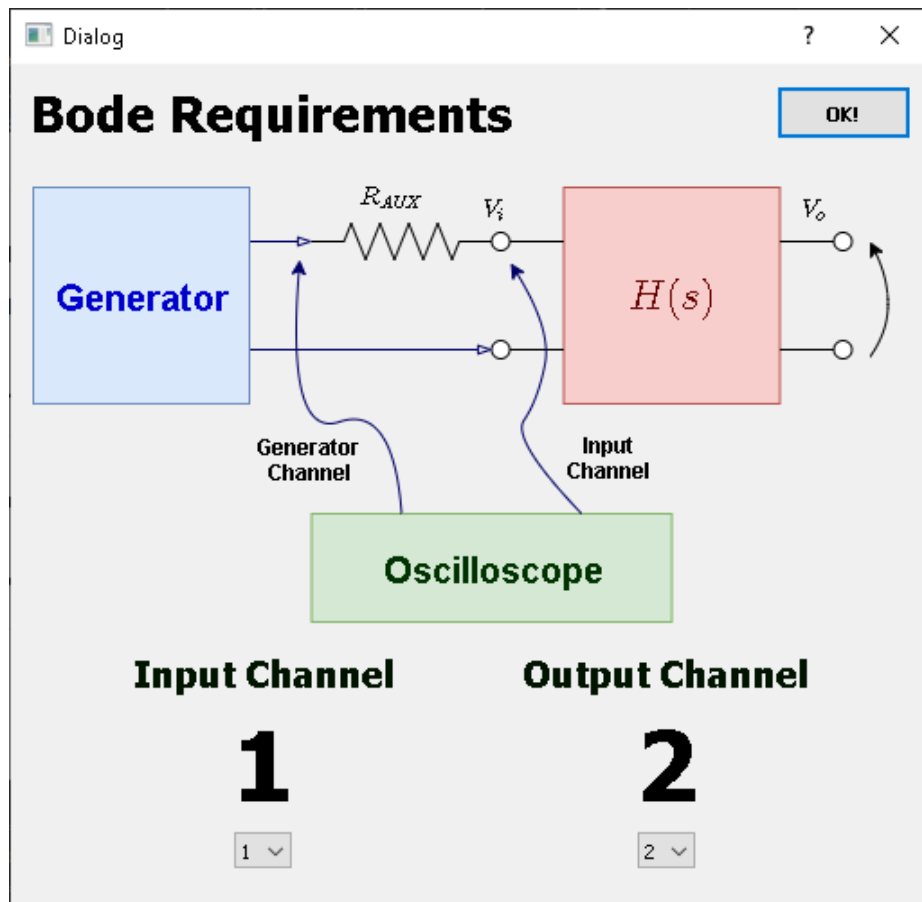 Dialog
?
Bode Requirements
OK!
R_AUX
V_i
V_o
Generator
H(s)
Generator
Channel
Input
Channel
Oscilloscope
Input Channel
Output Channel
1
2
1
2